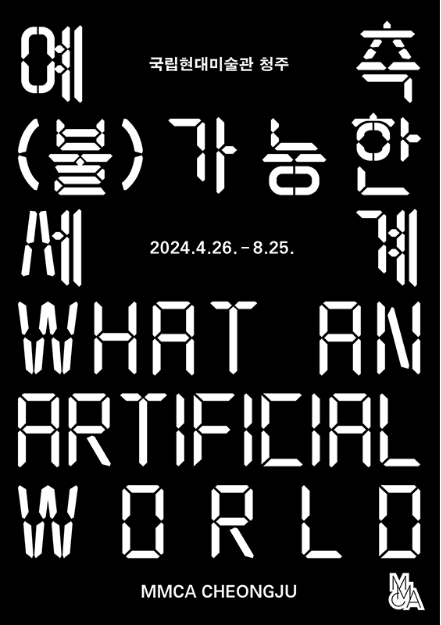 예 측
국립현대미술관 청주
(불)가능한
세 계
2024.4.26.–8.25.
WHAT AN
ARTIFICIAL
WORLD
MMCA CHEONGJU
MMCA